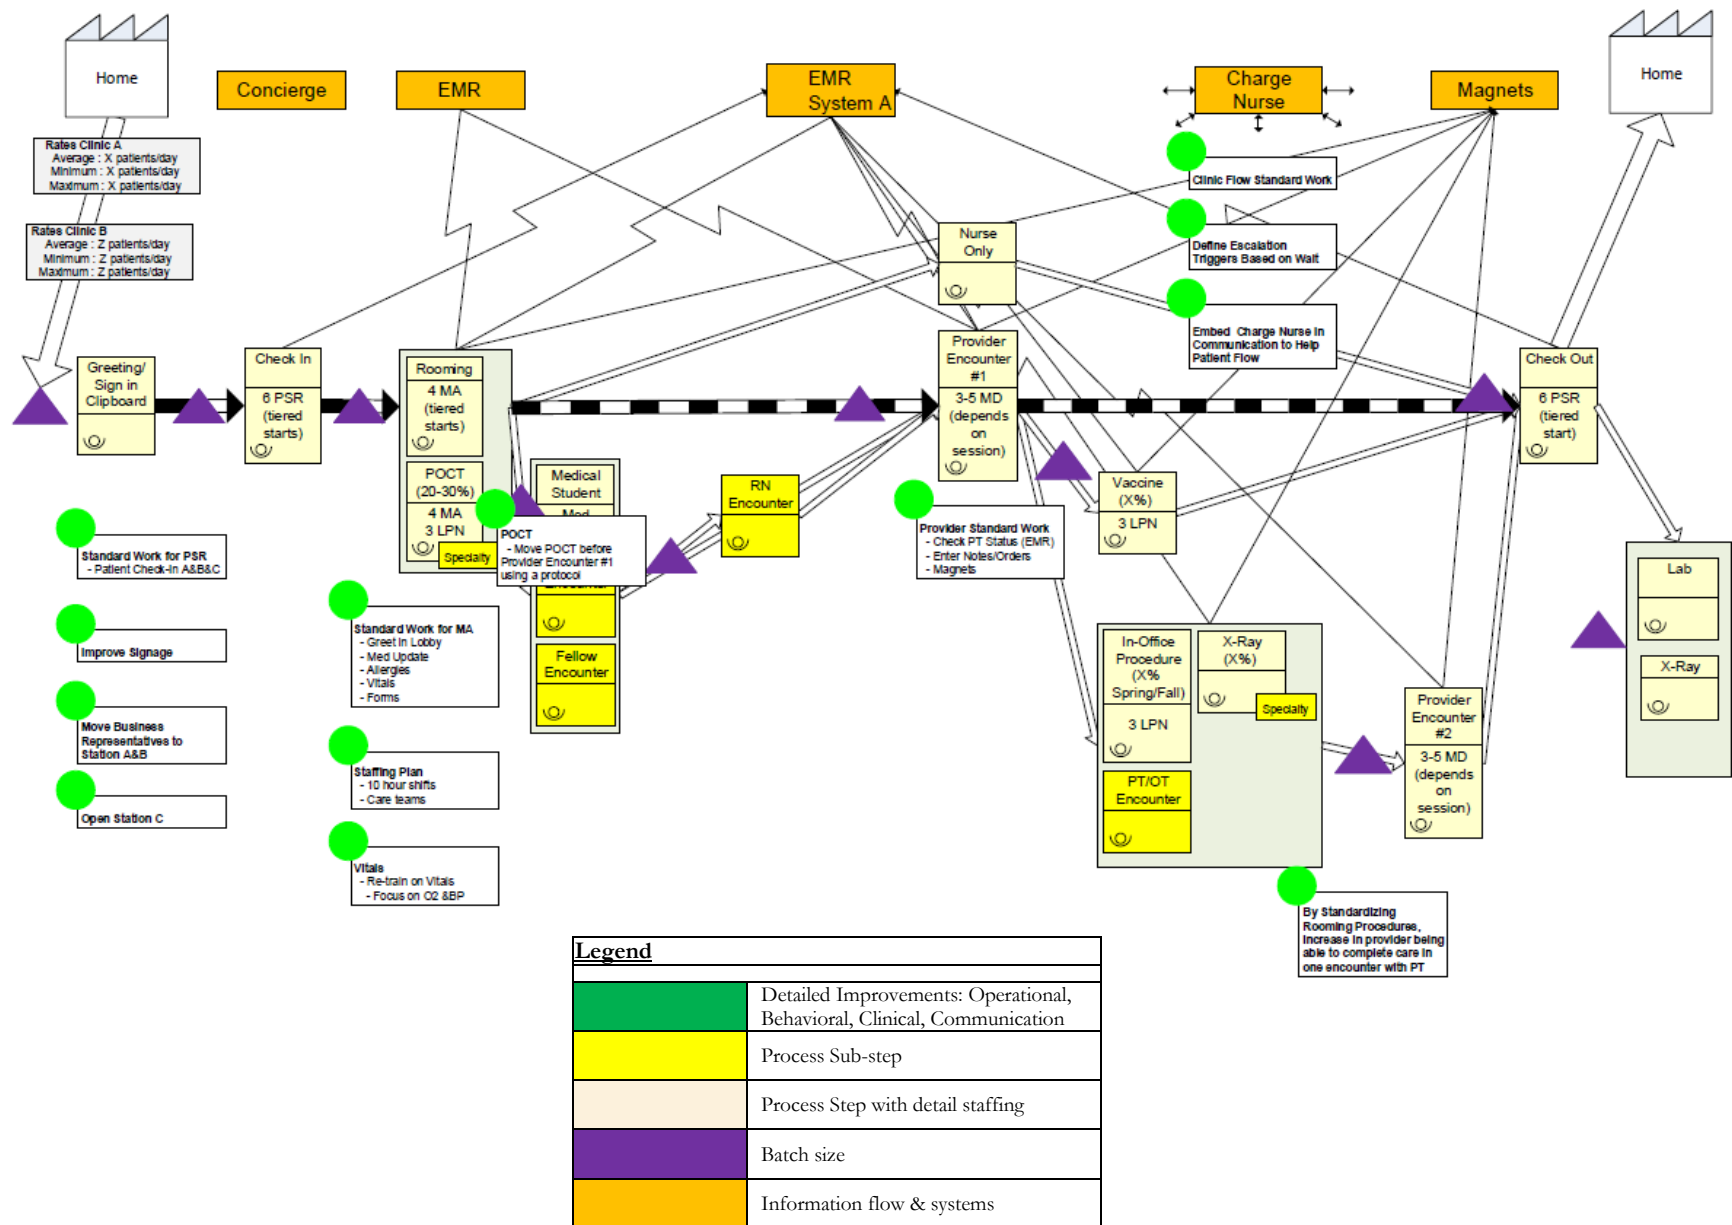 Home
Concierge
EMR
EMR
System A
Charge
Nurse
Magnets
Home
Rates Clinic A
Average : X patients/day
Minimum : X patients/day
Maximum : X patients/day
Rates Clinic B
Average : Z patients/day
Minimum : Z patients/day
Maximum : Z patients/day
Clinic Flow Standard Work
Define Escalation
Triggers Based on Wait
Embed Charge Nurse in
Communication to Help
Patient Flow
Nurse
Only
Greeting/
Sign in
Clipboard
Check In
6 PSR
(tiered
starts)
Rooming
4 MA
(tiered
starts)
POCT
(20-30%)
4 MA
3 LPN
Specialty
Medical
Student
POCT
- Move POCT before
Provider Encounter #1
using a protocol
Fellow
Encounter
RN
Encounter
Provider
Encounter
#1
3-5 MD
(depends
on
session)
Provider Standard Work
- Check PT Status (EMR)
- Enter Notes/Orders
- Magnets
Vaccine
(X%)
3 LPN
Check Out
6 PSR
(tiered
start)
Lab
X-Ray
In-Office
Procedure
(X%
Spring/Fall)
3 LPN
X-Ray
(X%)
Specialty
PT/OT
Encounter
Provider
Encounter
#2
3-5 MD
(depends
on
session)
Standard Work for PSR
- Patient Check-In A&B&C
Improve Signage
Move Business
Representatives to
Station A&B
Open Station C
Standard Work for MA
- Greet in Lobby
- Med Update
- Allergies
- Vitals
- Forms
Staffing Plan
- 10 hour shifts
- Care teams
Vitals
- Re-train on Vitals
- Focus on O2 &BP
By Standardizing
Rooming Procedures,
increase in provider being
able to complete care in
one encounter with PT
Legend
Detailed Improvements: Operational,
Behavioral, Clinical, Communication
Process Sub-step
Process Step with detail staffing
Batch size
Information flow & systems